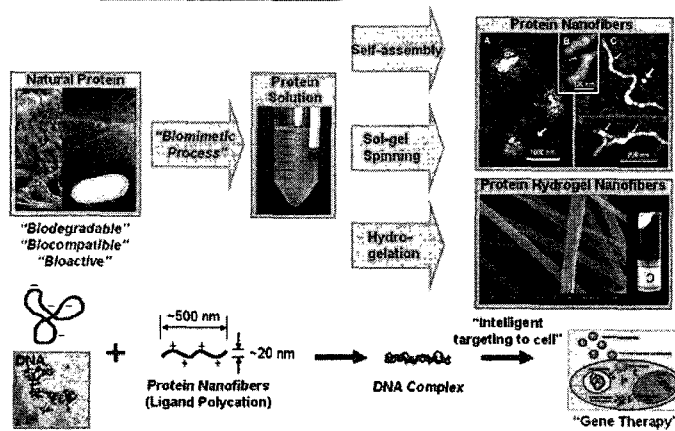 Natural Protein
"Biodegradable"
"Biocompatible"
"Bioactive"
"Biomimetic
Process"
Protein
Solution
Self-assembly
Sol-gel
Spinning
Hydro-
gelation
Protein Nanofibers
A
B
C
Protein Hydrogel Nanofibers
DNA
+
~500 nm
~20 nm
Protein Nanofibers
(Ligand Polycation)
DNA Complex
"Intelligent
targeting to cell"
"Gene Therapy"